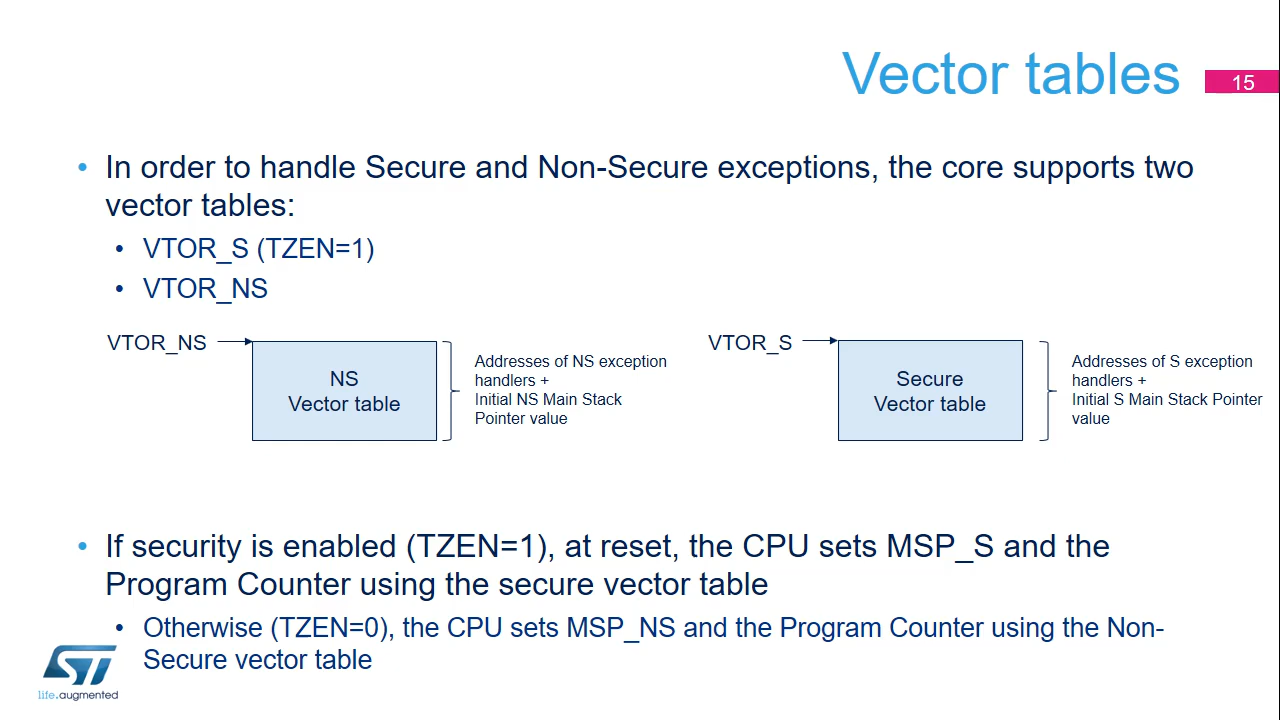 Vector tables
15
• In order to handle Secure and Non-Secure exceptions, the core supports two
vector tables:
• VTOR_S (TZEN=1)
• VTOR_NS
VTOR_NS
NS
Vector table
Addresses of NS exception
handlers +
Initial NS Main Stack
Pointer value
VTOR_S
Secure
Vector table
Addresses of S exception
handlers +
Initial S Main Stack Pointer
value
• If security is enabled (TZEN=1), at reset, the CPU sets MSP_S and the
Program Counter using the secure vector table
• Otherwise (TZEN=0), the CPU sets MSP_NS and the Program Counter using the Non-
Secure vector table
ST
life.augmented